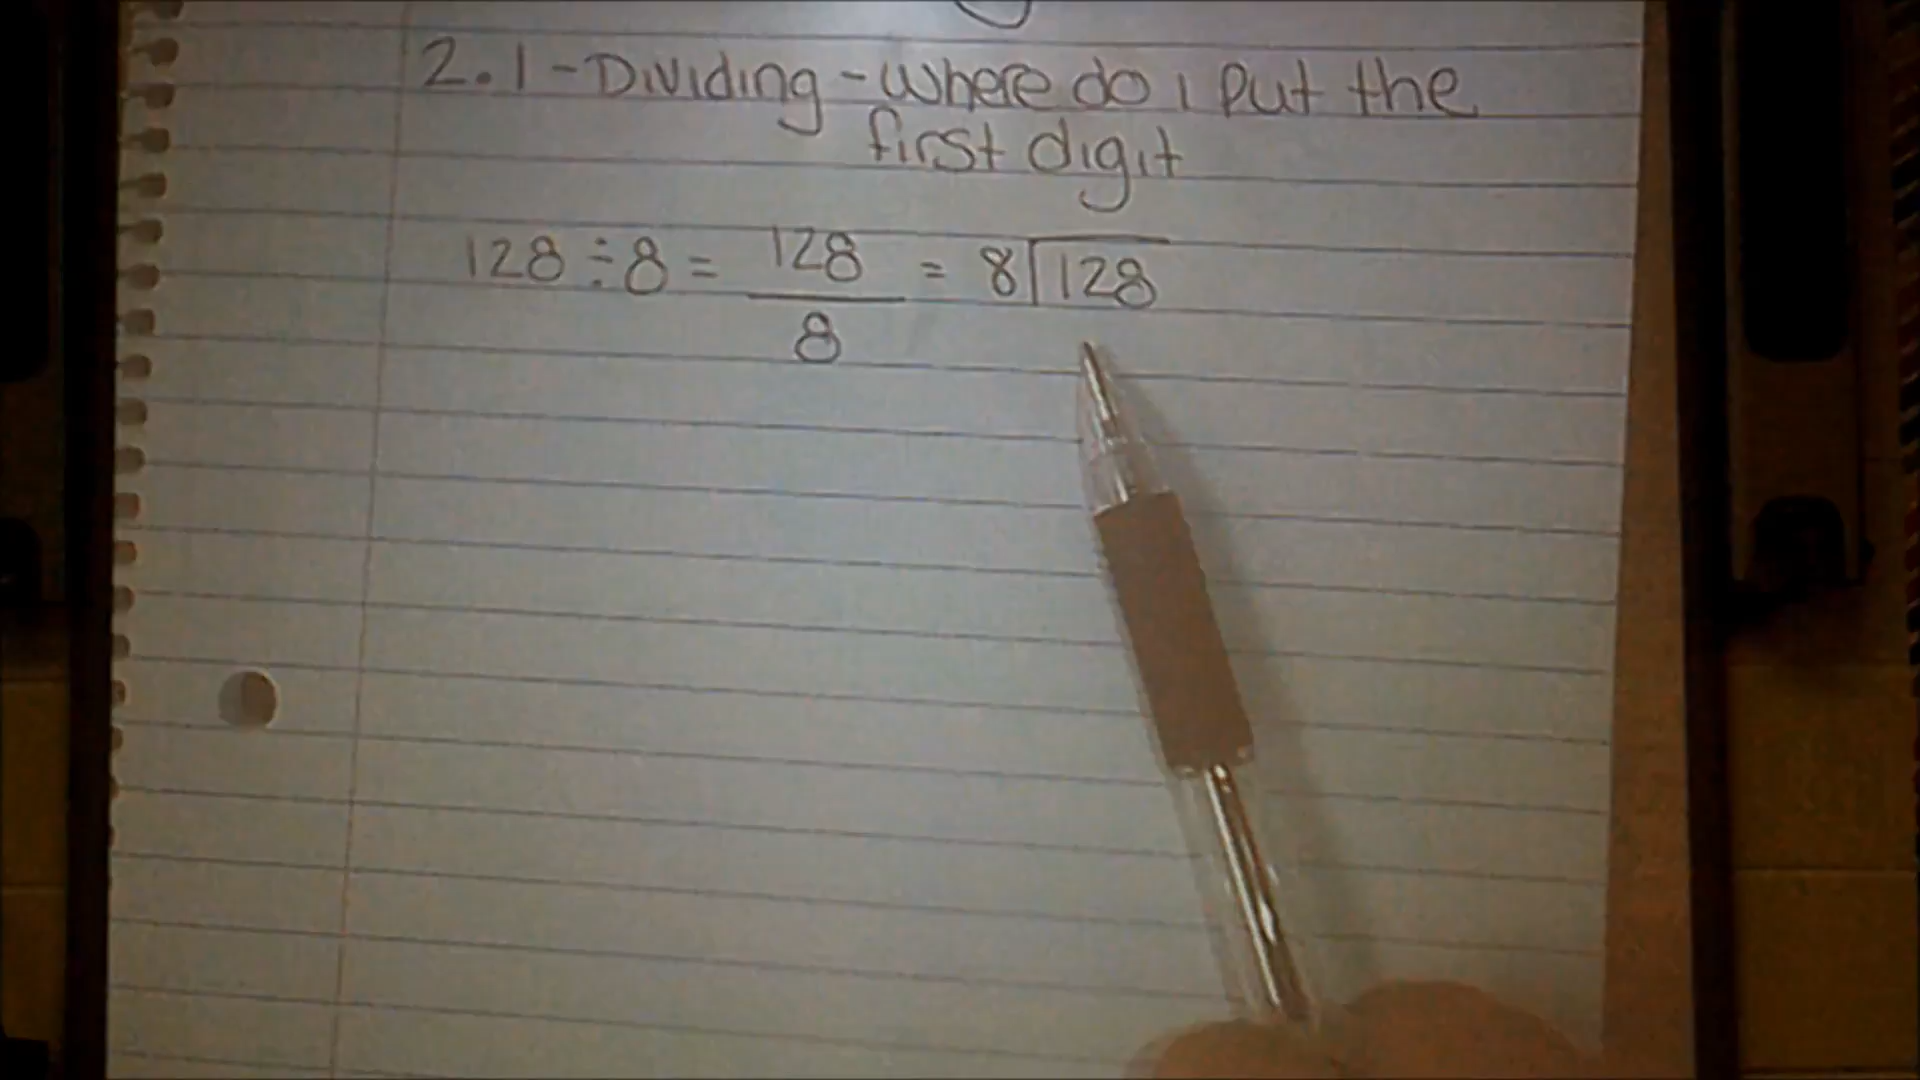 2.1 - Dividing - Where do i put the
first digit
128 ÷ 8 = 128/8 = 8⟌128